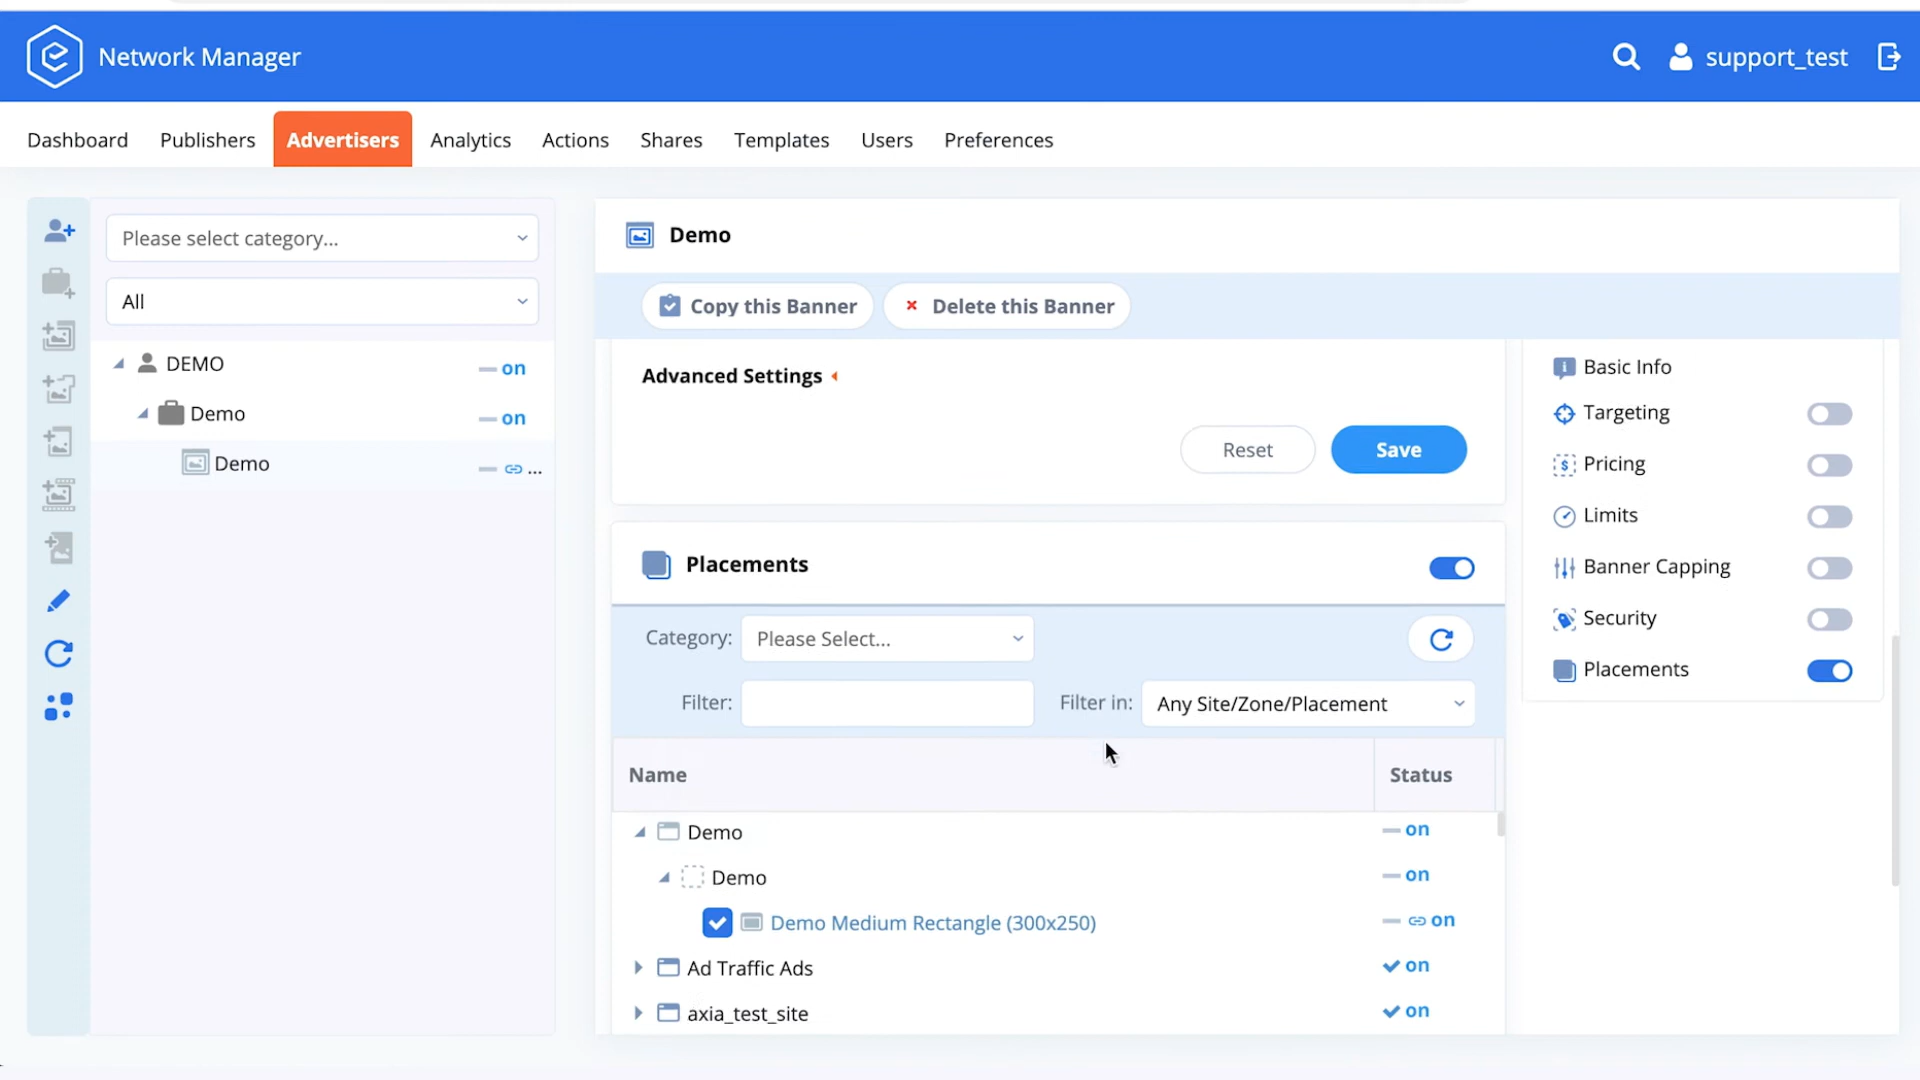 Network Manager
support_test
Dashboard Publishers Advertisers Analytics Actions Shares Templates Users Preferences
Please select category...
All
DEMO on
Demo on
Demo ...
Demo
Copy this Banner Delete this Banner
Advanced Settings
Reset Save
Placements
Category: Please Select...
Filter: Filter in: Any Site/Zone/Placement
Name Status
Demo on
Demo on
Demo Medium Rectangle (300x250) on
Ad Traffic Ads on
axia_test_site on
Basic Info
Targeting
Pricing
Limits
Banner Capping
Security
Placements